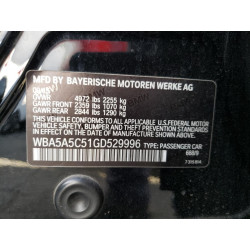 MFD BY BAYERISCHE MOTOREN WERKE AG
GVWR 4972 lbs 2255 kg
GAWR/F 2359 lbs 1070 kg
GAWR/R 2844 lbs 1290 kg
THIS VEHICLE CONFORMS TO ALL APPLICABLE
U.S. FEDERAL MOTOR VEHICLE SAFETY, BUMPER,
AND THEFT PREVENTION STANDARDS IN EFFECT ON
THE DATE OF MANUFACTURE SHOWN ABOVE.
WBA5A5C51GD529996 TYPE: PASSENGER CAR